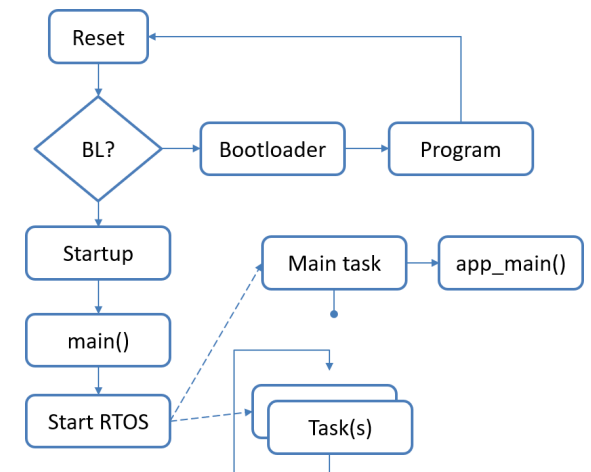 Reset
BL?
Bootloader
Program
Startup
Main task
app_main()
main()
Start RTOS
Task(s)